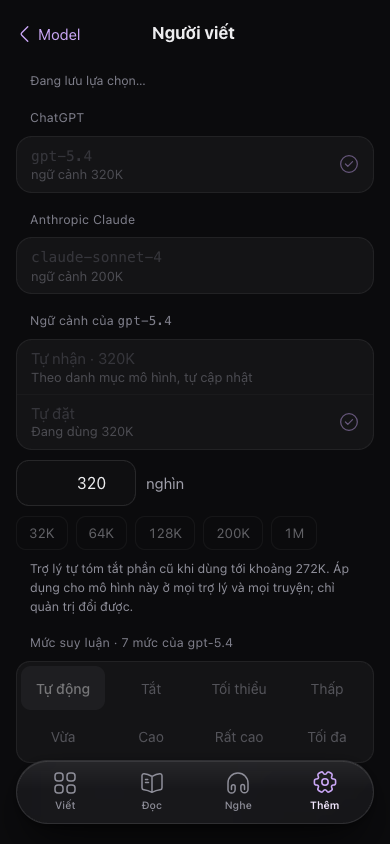 Model
Người viết
Đang lưu lựa chọn...
ChatGPT
gpt-5.4
ngữ cảnh 320K
Anthropic Claude
claude-sonnet-4
ngữ cảnh 200K
Ngữ cảnh của gpt-5.4
Tự nhận · 320K
Theo danh mục mô hình, tự cập nhật
Tự đặt
Đang dùng 320K
320 nghìn
32K 64K 128K 200K 1M
Trợ lý tự tóm tắt phần cũ khi dùng tới khoảng 272K. Áp
dụng cho mô hình này ở mọi trợ lý và mọi truyện; chỉ
quản trị đổi được.
Mức suy luận · 7 mức của gpt-5.4
Tự động Tắt Tối thiểu Thấp
Vừa Cao Rất cao Tối đa
Viết Đọc Nghe Thêm